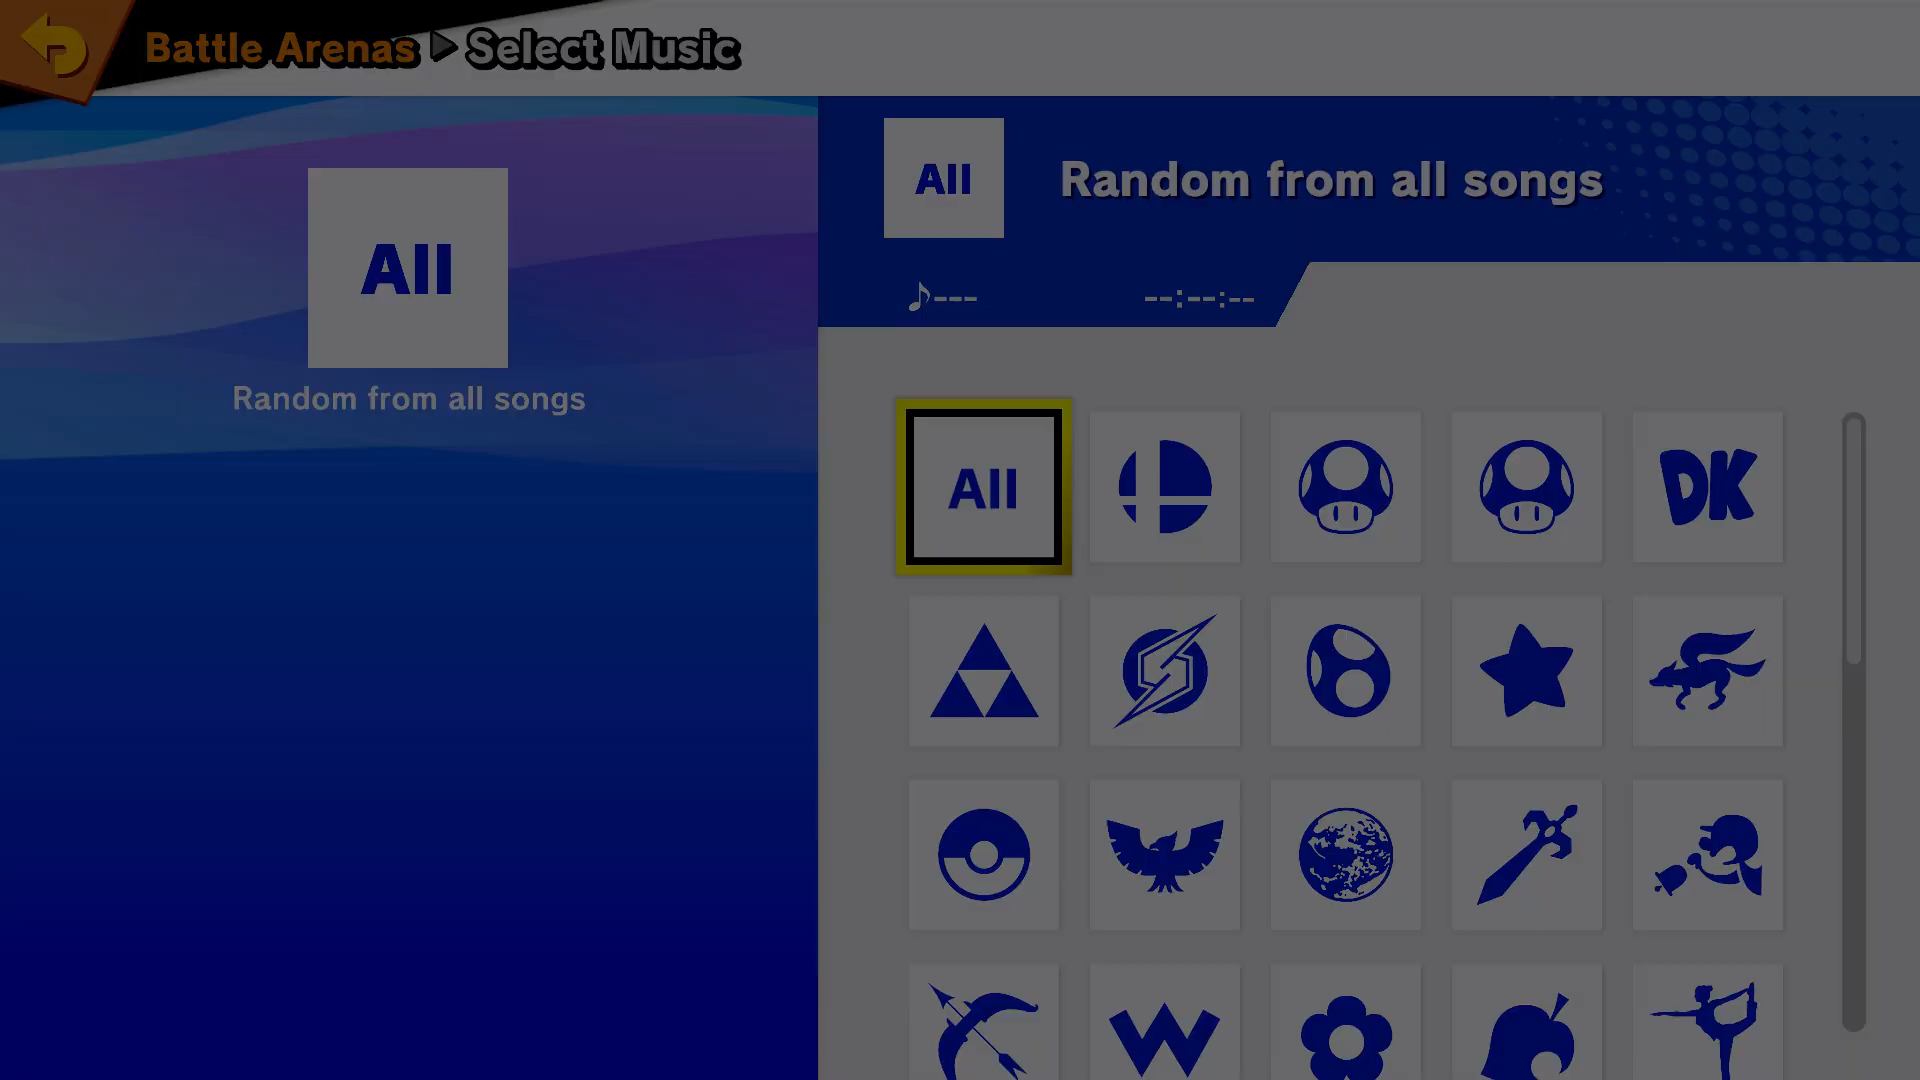 Battle Arenas ▶ Select Music
All
Random from all songs
All
Random from all songs
♪---
--:--:--
All
DK